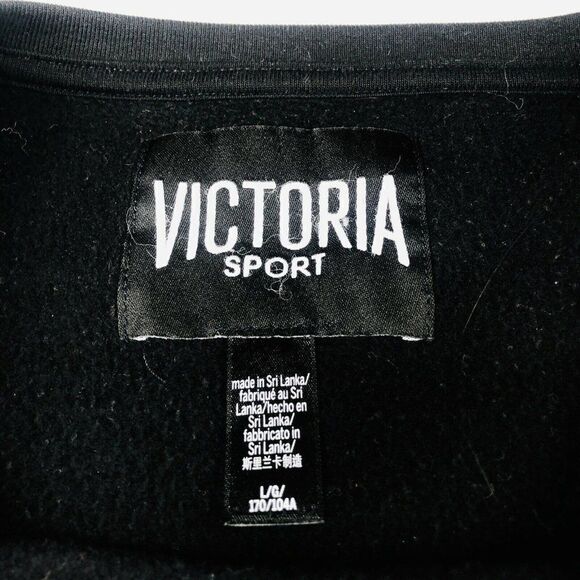 VICTORIA
SPORT
made in Sri Lanka/
fabriqué au Sri
Lanka/hecho en
Sri Lanka/
fabbricato in
Sri Lanka/
斯里兰卡制造
L/G/
170/104A